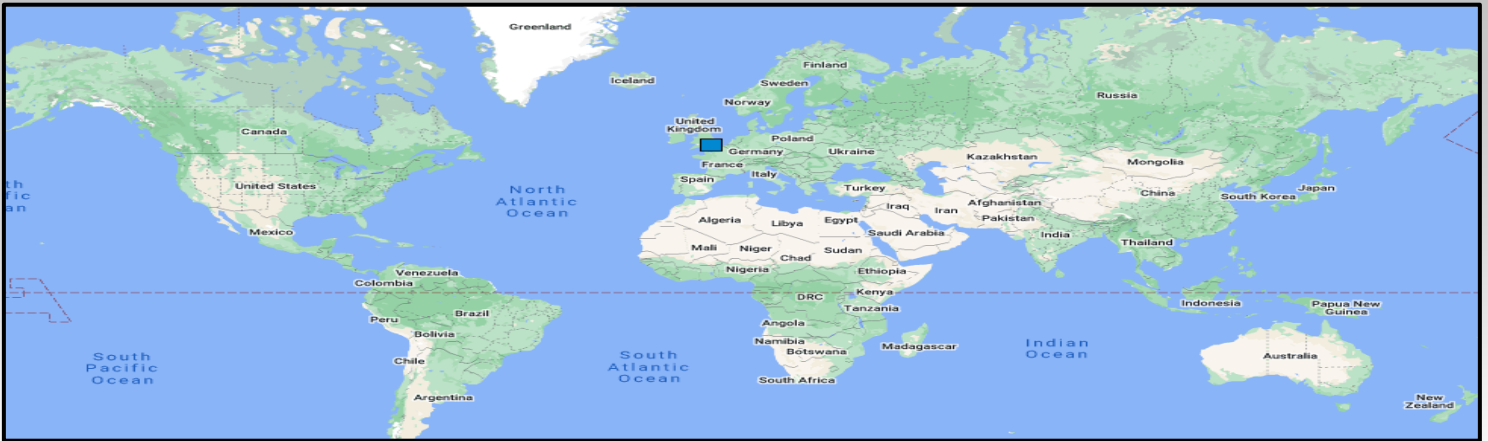 Greenland
Iceland
Finland
Sweden
Norway
Russia
United
Kingdom
Canada
Poland
Germany
Ukraine
France
Kazakhstan
Mongolia
Italy
Spain
United States
North
Atlantic
Ocean
th
fic
an
Turkey
Japan
China
South Korea
Afghanistan
Iraq
Iran
Pakistan
Algeria
Libya
Egypt
Mexico
Saudi Arabia
India
Thailand
Mali
Niger
Sudan
Chad
Venezuela
Nigeria
Ethiopia
Colombia
Kenya
DRC
Indonesia
Papua New
Guinea
Tanzania
Brazil
Peru
Angola
Bolivia
Namibia
Botswana
Madagascar
Indian
Ocean
South
Pacific
Ocean
Chile
South
Atlantic
Ocean
Australia
South Africa
Argentina
New
Zealand